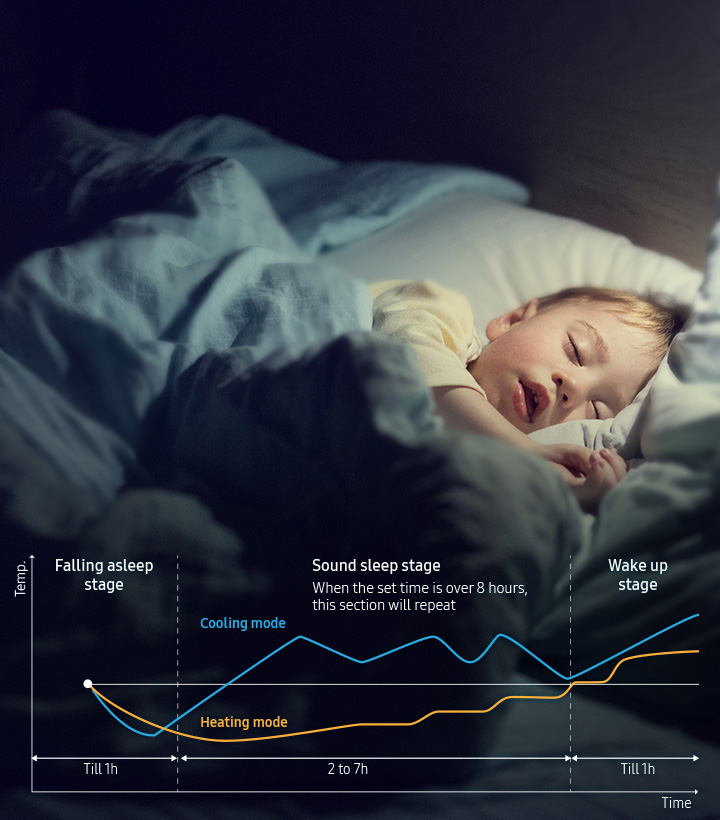 Temp.
Falling asleep
stage
Sound sleep stage
When the set time is over 8 hours,
this section will repeat
Wake up
stage
Cooling mode
Heating mode
Till 1h
2 to 7h
Till 1h
Time